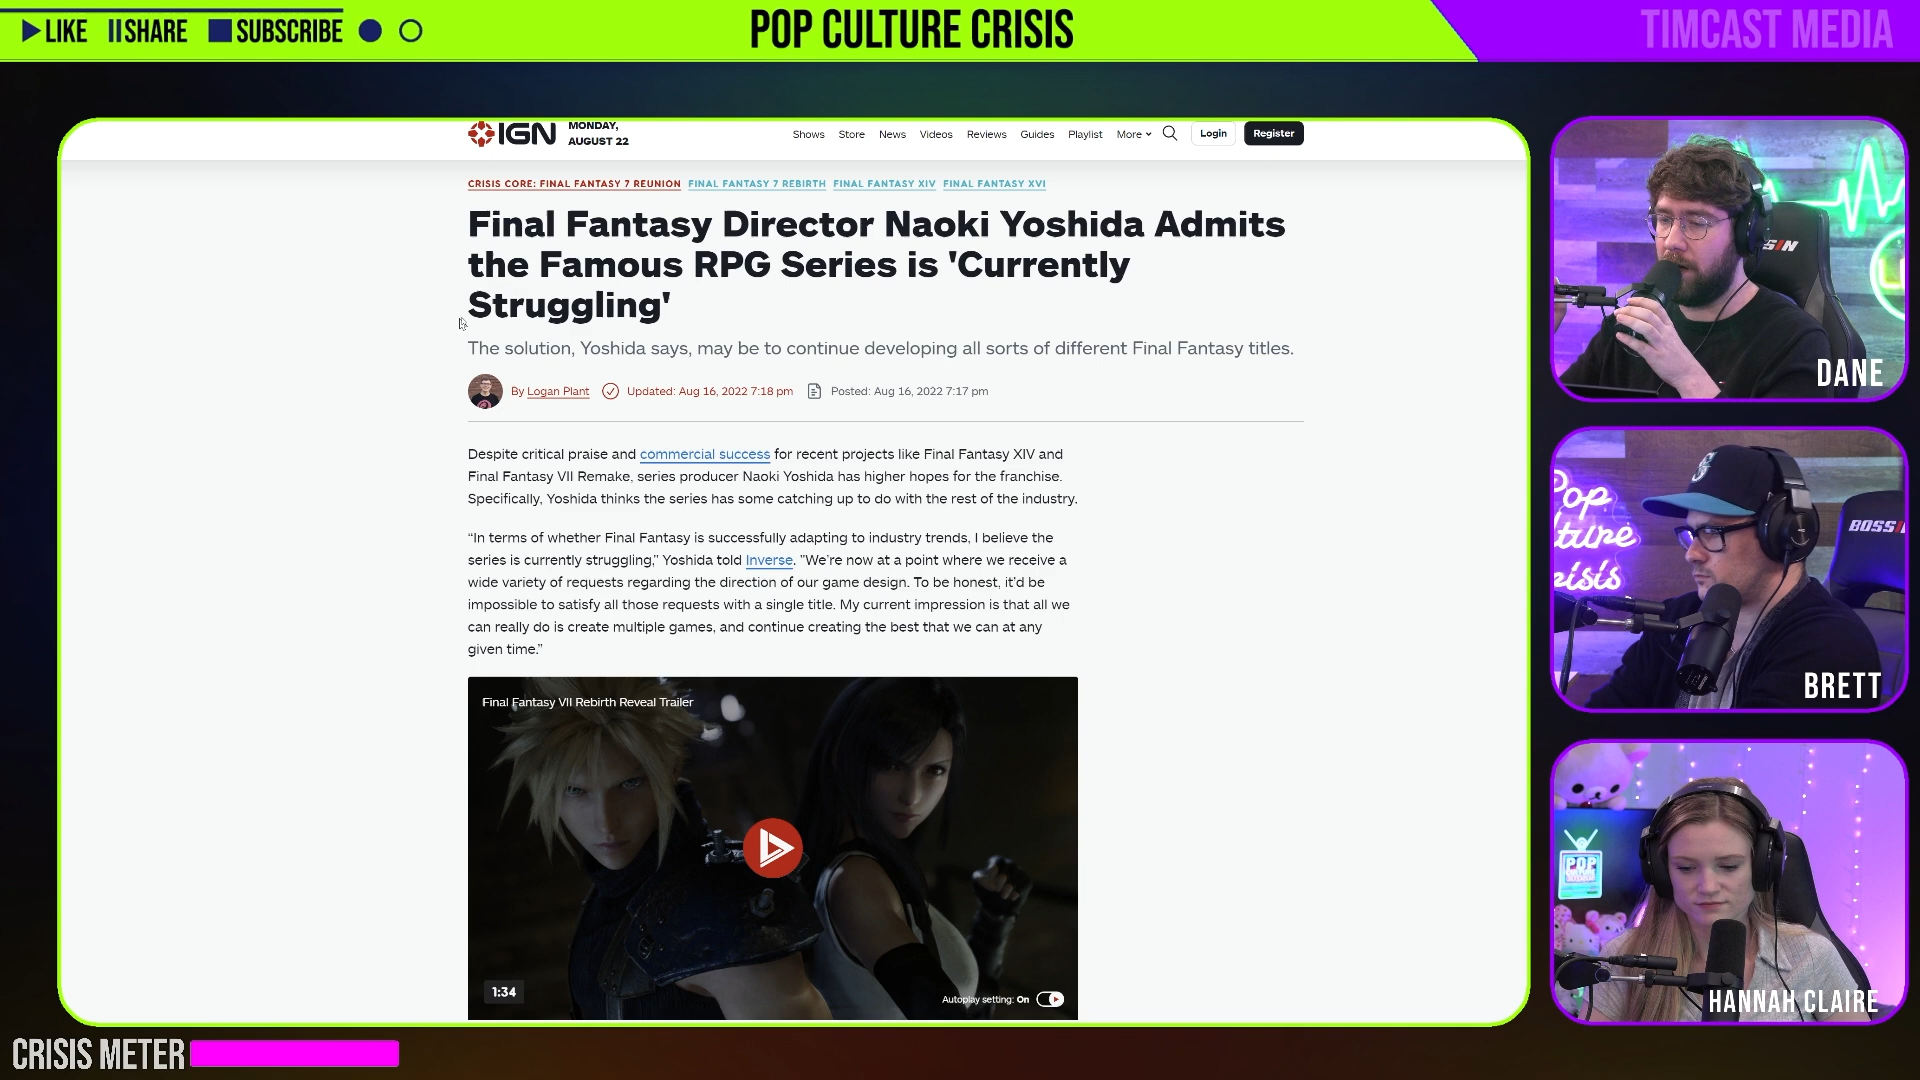 LIKE SHARE SUBSCRIBE
POP CULTURE CRISIS
TIMCAST MEDIA
IGN
MONDAY,
AUGUST 22
Shows Store News Videos Reviews Guides Playlist More Login Register
CRISIS CORE: FINAL FANTASY 7 REUNION FINAL FANTASY 7 REBIRTH FINAL FANTASY XIV FINAL FANTASY XVI
Final Fantasy Director Naoki Yoshida Admits
the Famous RPG Series is 'Currently
Struggling'
The solution, Yoshida says, may be to continue developing all sorts of different Final Fantasy titles.
By Logan Plant Updated: Aug 16, 2022 7:18 pm Posted: Aug 16, 2022 7:17 pm
Despite critical praise and commercial success for recent projects like Final Fantasy XIV and
Final Fantasy VII Remake, series producer Naoki Yoshida has higher hopes for the franchise.
Specifically, Yoshida thinks the series has some catching up to do with the rest of the industry.
“In terms of whether Final Fantasy is successfully adapting to industry trends, I believe the
series is currently struggling,” Yoshida told Inverse. "We’re now at a point where we receive a
wide variety of requests regarding the direction of our game design. To be honest, it’d be
impossible to satisfy all those requests with a single title. My current impression is that all we
can really do is create multiple games, and continue creating the best that we can at any
given time.”
Final Fantasy VII Rebirth Reveal Trailer
1:34
Autoplay setting: On
DANE
Pop
BRETT
POP
CULTURE
HANNAH CLAIRE
CRISIS METER